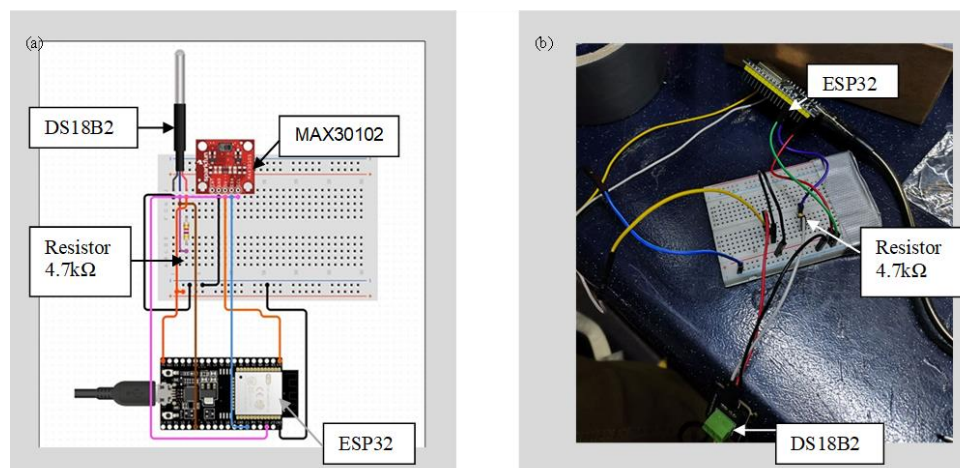 (a)
DS18B2
MAX30102
Resistor
4.7kΩ
ESP32
(b)
ESP32
Resistor
4.7kΩ
DS18B2